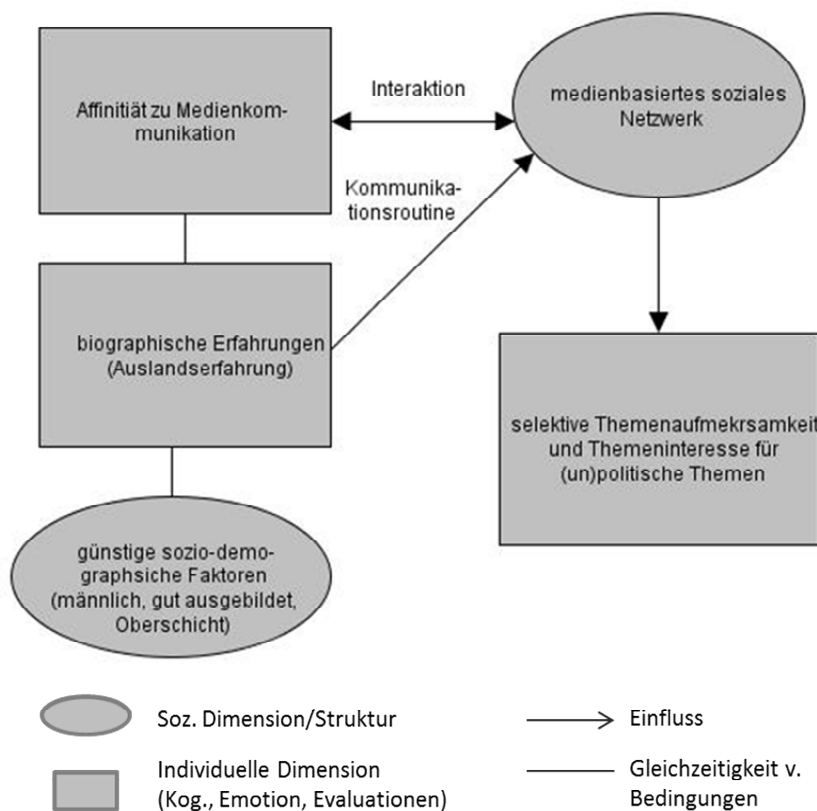 Affinitiät zu Medienkom-
munikation
Interaktion
medienbasiertes soziales
Netzwerk
Kommunika-
tionsroutine
biographische Erfahrungen
(Auslandserfahrung)
selektive Themenaufmekrsamkeit
und Themeninteresse für
(un)politische Themen
günstige sozio-demo-
graphsiche Faktoren
(männlich, gut ausgebildet,
Oberschicht)
Soz. Dimension/Struktur
Einfluss
Individuelle Dimension
(Kog., Emotion, Evaluationen)
Gleichzeitigkeit v.
Bedingungen